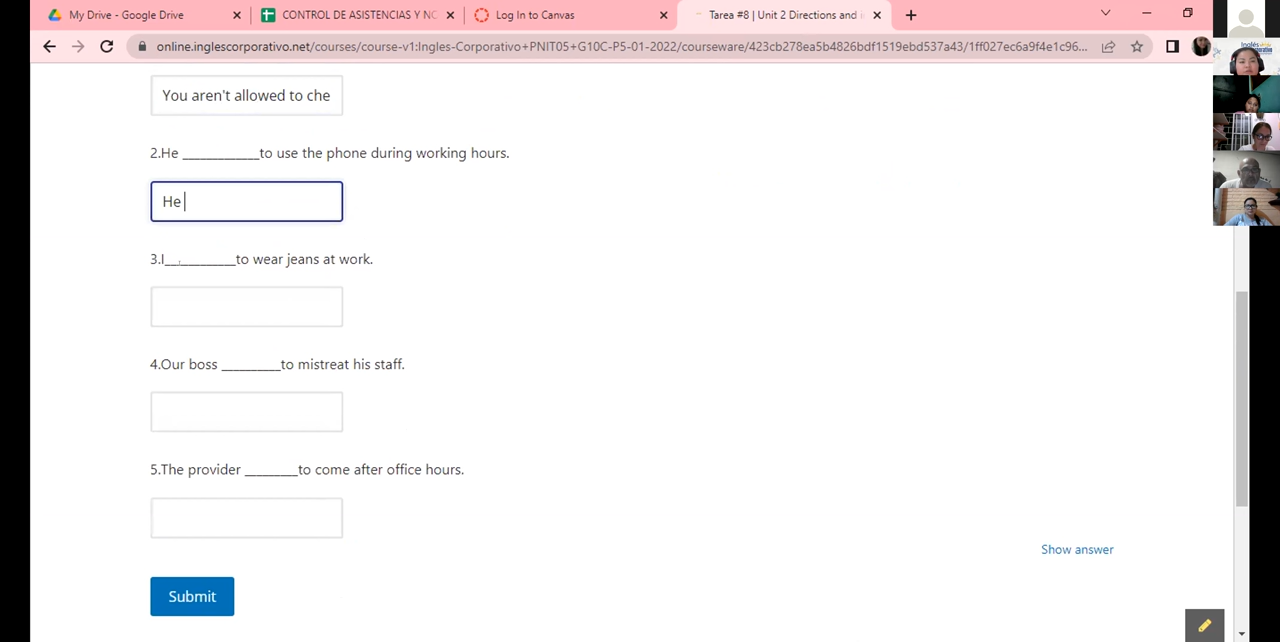 My Drive - Google Drive
CONTROL DE ASISTENCIAS Y NO
Log In to Canvas
Tarea #8 | Unit 2 Directions and i
online.inglescorporativo.net/courses/course-v1:Ingles-Corporativo+PNIT05+G10C-P5-01-2022/courseware/423cb278ea5b4826bdf1519ebd537a43/1ff027ec6a9f4e1c96...
You aren't allowed to che
2.He ____________to use the phone during working hours.
He
3.I___________to wear jeans at work.
4.Our boss _________to mistreat his staff.
5.The provider ________to come after office hours.
Show answer
Submit